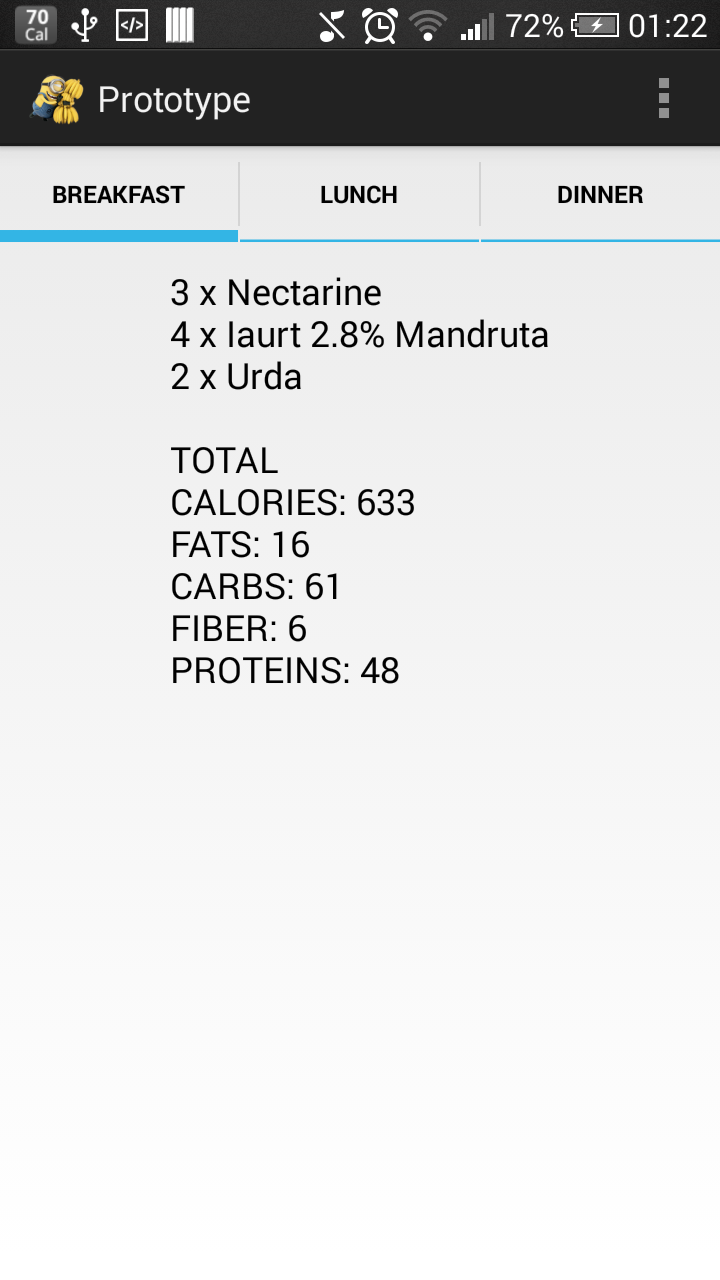 70
Cal
72%
01:22
Prototype
BREAKFAST
LUNCH
DINNER
3 x Nectarine
4 x Iaurt 2.8% Mandruta
2 x Urda
TOTAL
CALORIES: 633
FATS: 16
CARBS: 61
FIBER: 6
PROTEINS: 48